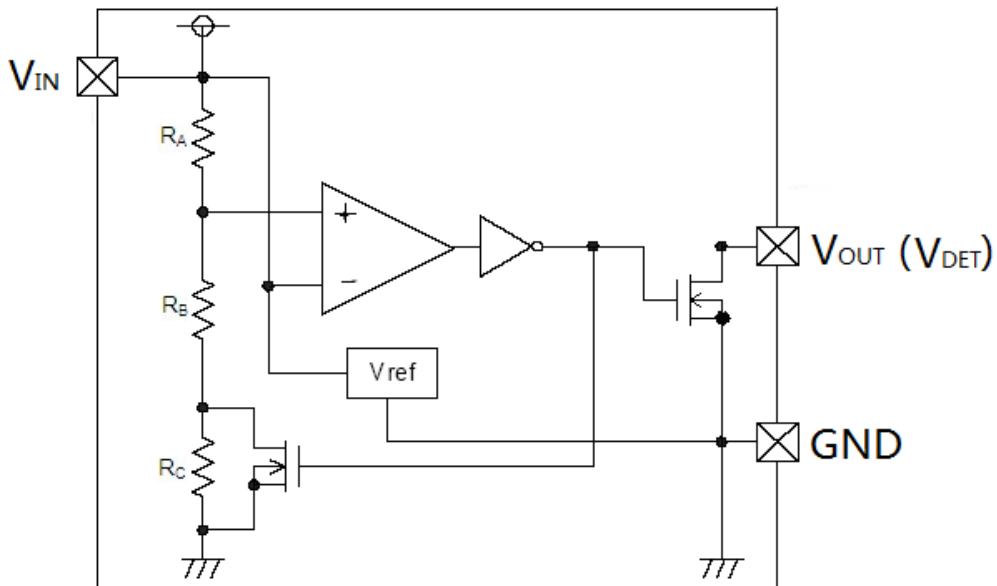 VIN
RA
+
−
VOUT (VDET)
RB
Vref
GND
RC